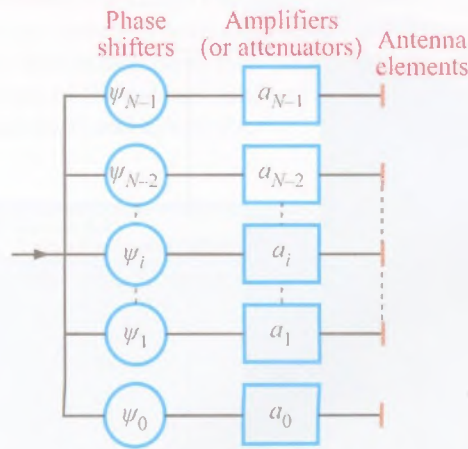 Phase shifters
Amplifiers (or attenuators)
Antenna elements
ψN–1
aN–1
ψN–2
aN–2
ψi
ai
ψ1
a1
ψ0
a0